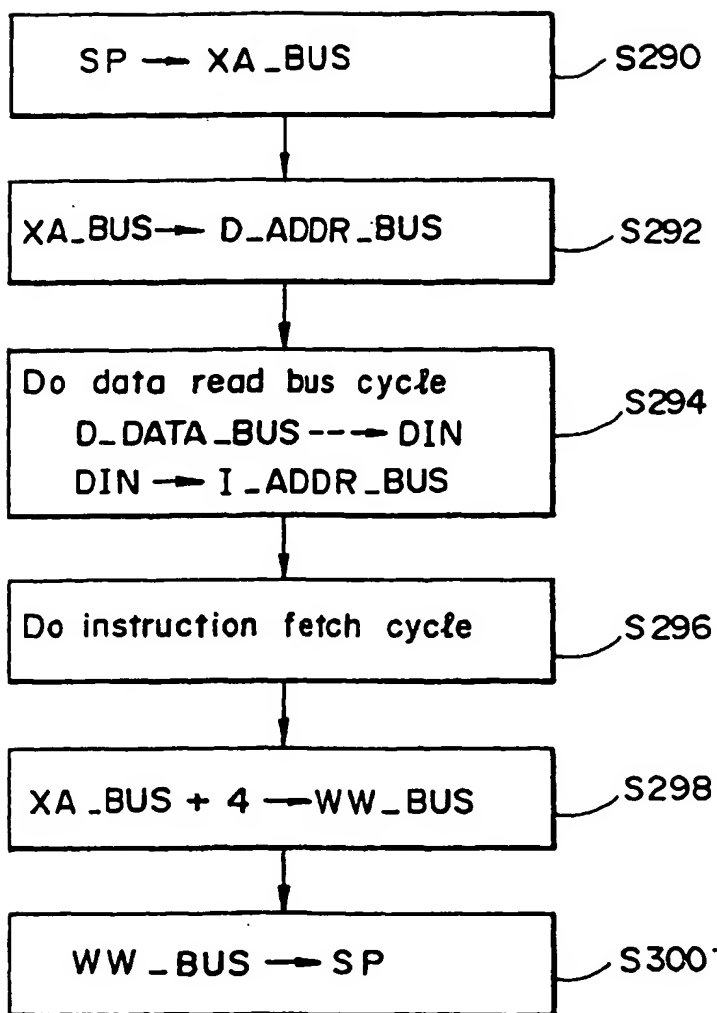 SP → XA_BUS
S290
XA_BUS → D_ADDR_BUS
S292
Do data read bus cycle
D_DATA_BUS ---→ DIN
DIN → I_ADDR_BUS
S294
Do instruction fetch cycle
S296
XA_BUS + 4 → WW_BUS
S298
WW_BUS → SP
S300